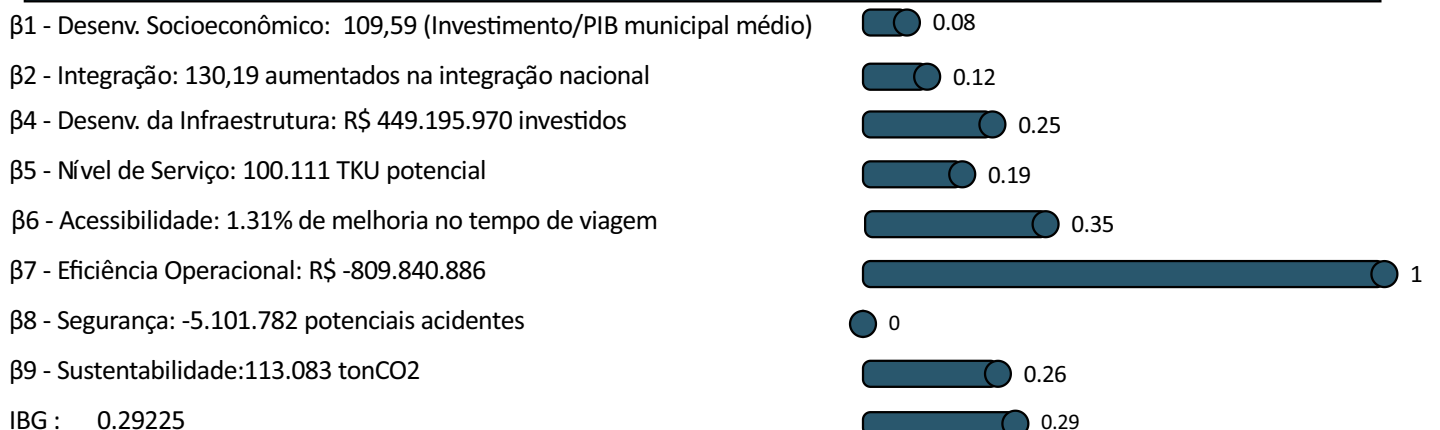 β1 - Desenv. Socioeconômico: 109,59 (Investimento/PIB municipal médio) 0.08
β2 - Integração: 130,19 aumentados na integração nacional 0.12
β4 - Desenv. da Infraestrutura: R$ 449.195.970 investidos 0.25
β5 - Nível de Serviço: 100.111 TKU potencial 0.19
β6 - Acessibilidade: 1.31% de melhoria no tempo de viagem 0.35
β7 - Eficiência Operacional: R$ -809.840.886 1
β8 - Segurança: -5.101.782 potenciais acidentes 0
β9 - Sustentabilidade:113.083 tonCO2 0.26
IBG : 0.29225 0.29